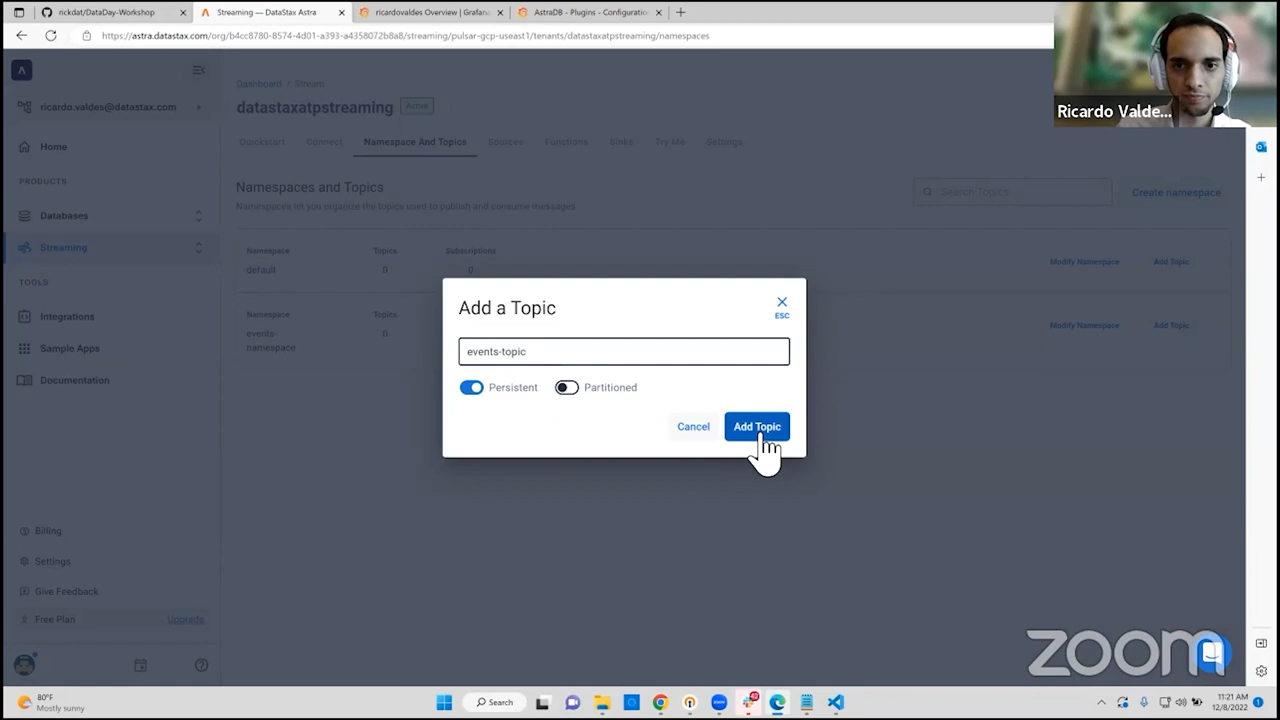 rickdat/DataDay-Workshop
Streaming — DataStax Astra
ricardovaldes Overview | Grafana
AstraDB - Plugins - Configuratio
https://astra.datastax.com/org/b4cc8780-8574-4d01-a393-a4358072b8a8/streaming/pulsar-gcp-useast1/tenants/datastaxatpstreaming/namespaces
ricardo.valdes@datastax.com
Home
PRODUCTS
Databases
Streaming
TOOLS
Integrations
Sample Apps
Documentation
Billing
Settings
Give Feedback
Free Plan
Upgrade
Dashboard / Stream
datastaxatpstreaming
Active
Quickstart
Connect
Namespace And Topics
Sources
Functions
Sinks
Try Me
Settings
Namespaces and Topics
Namespaces let you organize the topics used to publish and consume messages
Search Topics...
Create namespace
Namespace
Topics
Subscriptions
default
0
0
Modify Namespace
Add Topic
Namespace
Topics
events-
namespace
0
Modify Namespace
Add Topic
Add a Topic
ESC
events-topic
Persistent
Partitioned
Cancel
Add Topic
Ricardo Valde...
zoom
80°F
Mostly sunny
Search
11:21 AM
12/8/2022